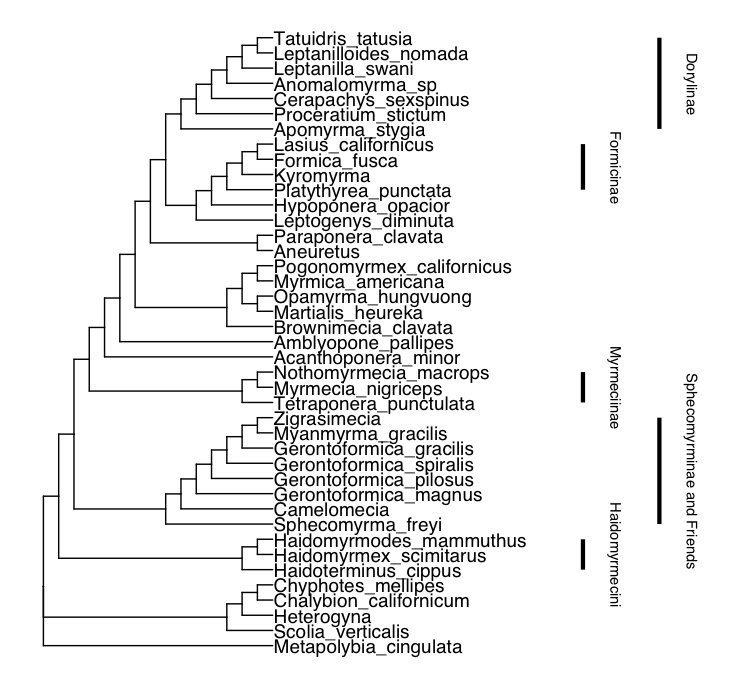 Tatuidris_tatusia
Leptanilloides_nomada
Leptanilla_swani
Anomalomyrma_sp
Cerapachys_sexspinus
Proceratium_stictum
Apomyrma_stygia
Lasius_californicus
Formica_fusca
Kyromyrma
Platythyrea_punctata
Hypoponera_opacior
Leptogenys_diminuta
Paraponera_clavata
Aneuretus
Pogonomyrmex_californicus
Myrmica_americana
Opamyrma_hungvuong
Martialis_heureka
Brownimecia_clavata
Amblyopone_pallipes
Acanthoponera_minor
Nothomyrmecia_macrops
Myrmecia_nigriceps
Tetraponera_punctulata
Zigrasimecia
Myanmyrma_gracilis
Gerontoformica_gracilis
Gerontoformica_spiralis
Gerontoformica_pilosus
Gerontoformica_magnus
Camelomecia
Sphecomyrma_freyi
Haidomyrmodes_mammuthus
Haidomyrmex_scimitarus
Haidoterminus_cippus
Chyphotes_mellipes
Chalybion_californicum
Heterogyna
Scolia_verticalis
Metapolybia_cingulata
Formicinae
Myrmeciinae
Haidomyrmecini
Dorylinae
Sphecomyrminae and Friends